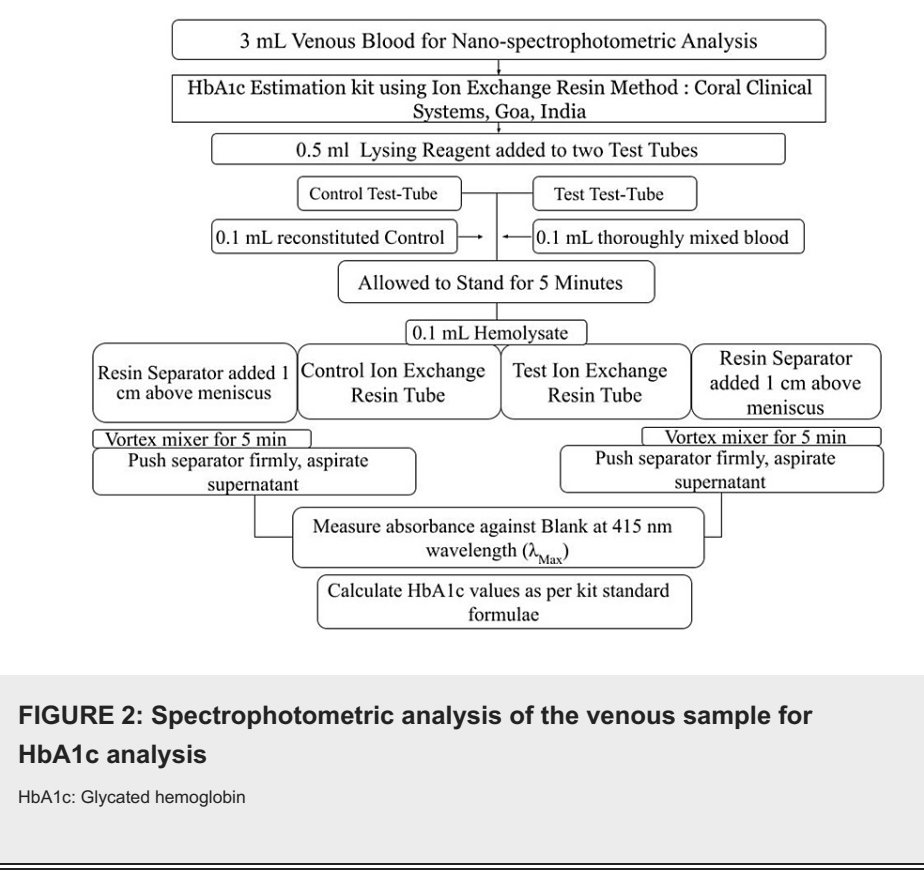 3 mL Venous Blood for Nano-spectrophotometric Analysis
HbA1c Estimation kit using Ion Exchange Resin Method : Coral Clinical
Systems, Goa, India
0.5 ml Lysing Reagent added to two Test Tubes
Control Test-Tube
Test Test-Tube
0.1 mL reconstituted Control
0.1 mL thoroughly mixed blood
Allowed to Stand for 5 Minutes
0.1 mL Hemolysate
Resin Separator added 1
cm above meniscus
Control Ion Exchange
Resin Tube
Test Ion Exchange
Resin Tube
Resin Separator
added 1 cm above
meniscus
Vortex mixer for 5 min
Vortex mixer for 5 min
Push separator firmly, aspirate
supernatant
Push separator firmly, aspirate
supernatant
Measure absorbance against Blank at 415 nm
wavelength (λMax)
Calculate HbA1c values as per kit standard
formulae
FIGURE 2: Spectrophotometric analysis of the venous sample for
HbA1c analysis
HbA1c: Glycated hemoglobin